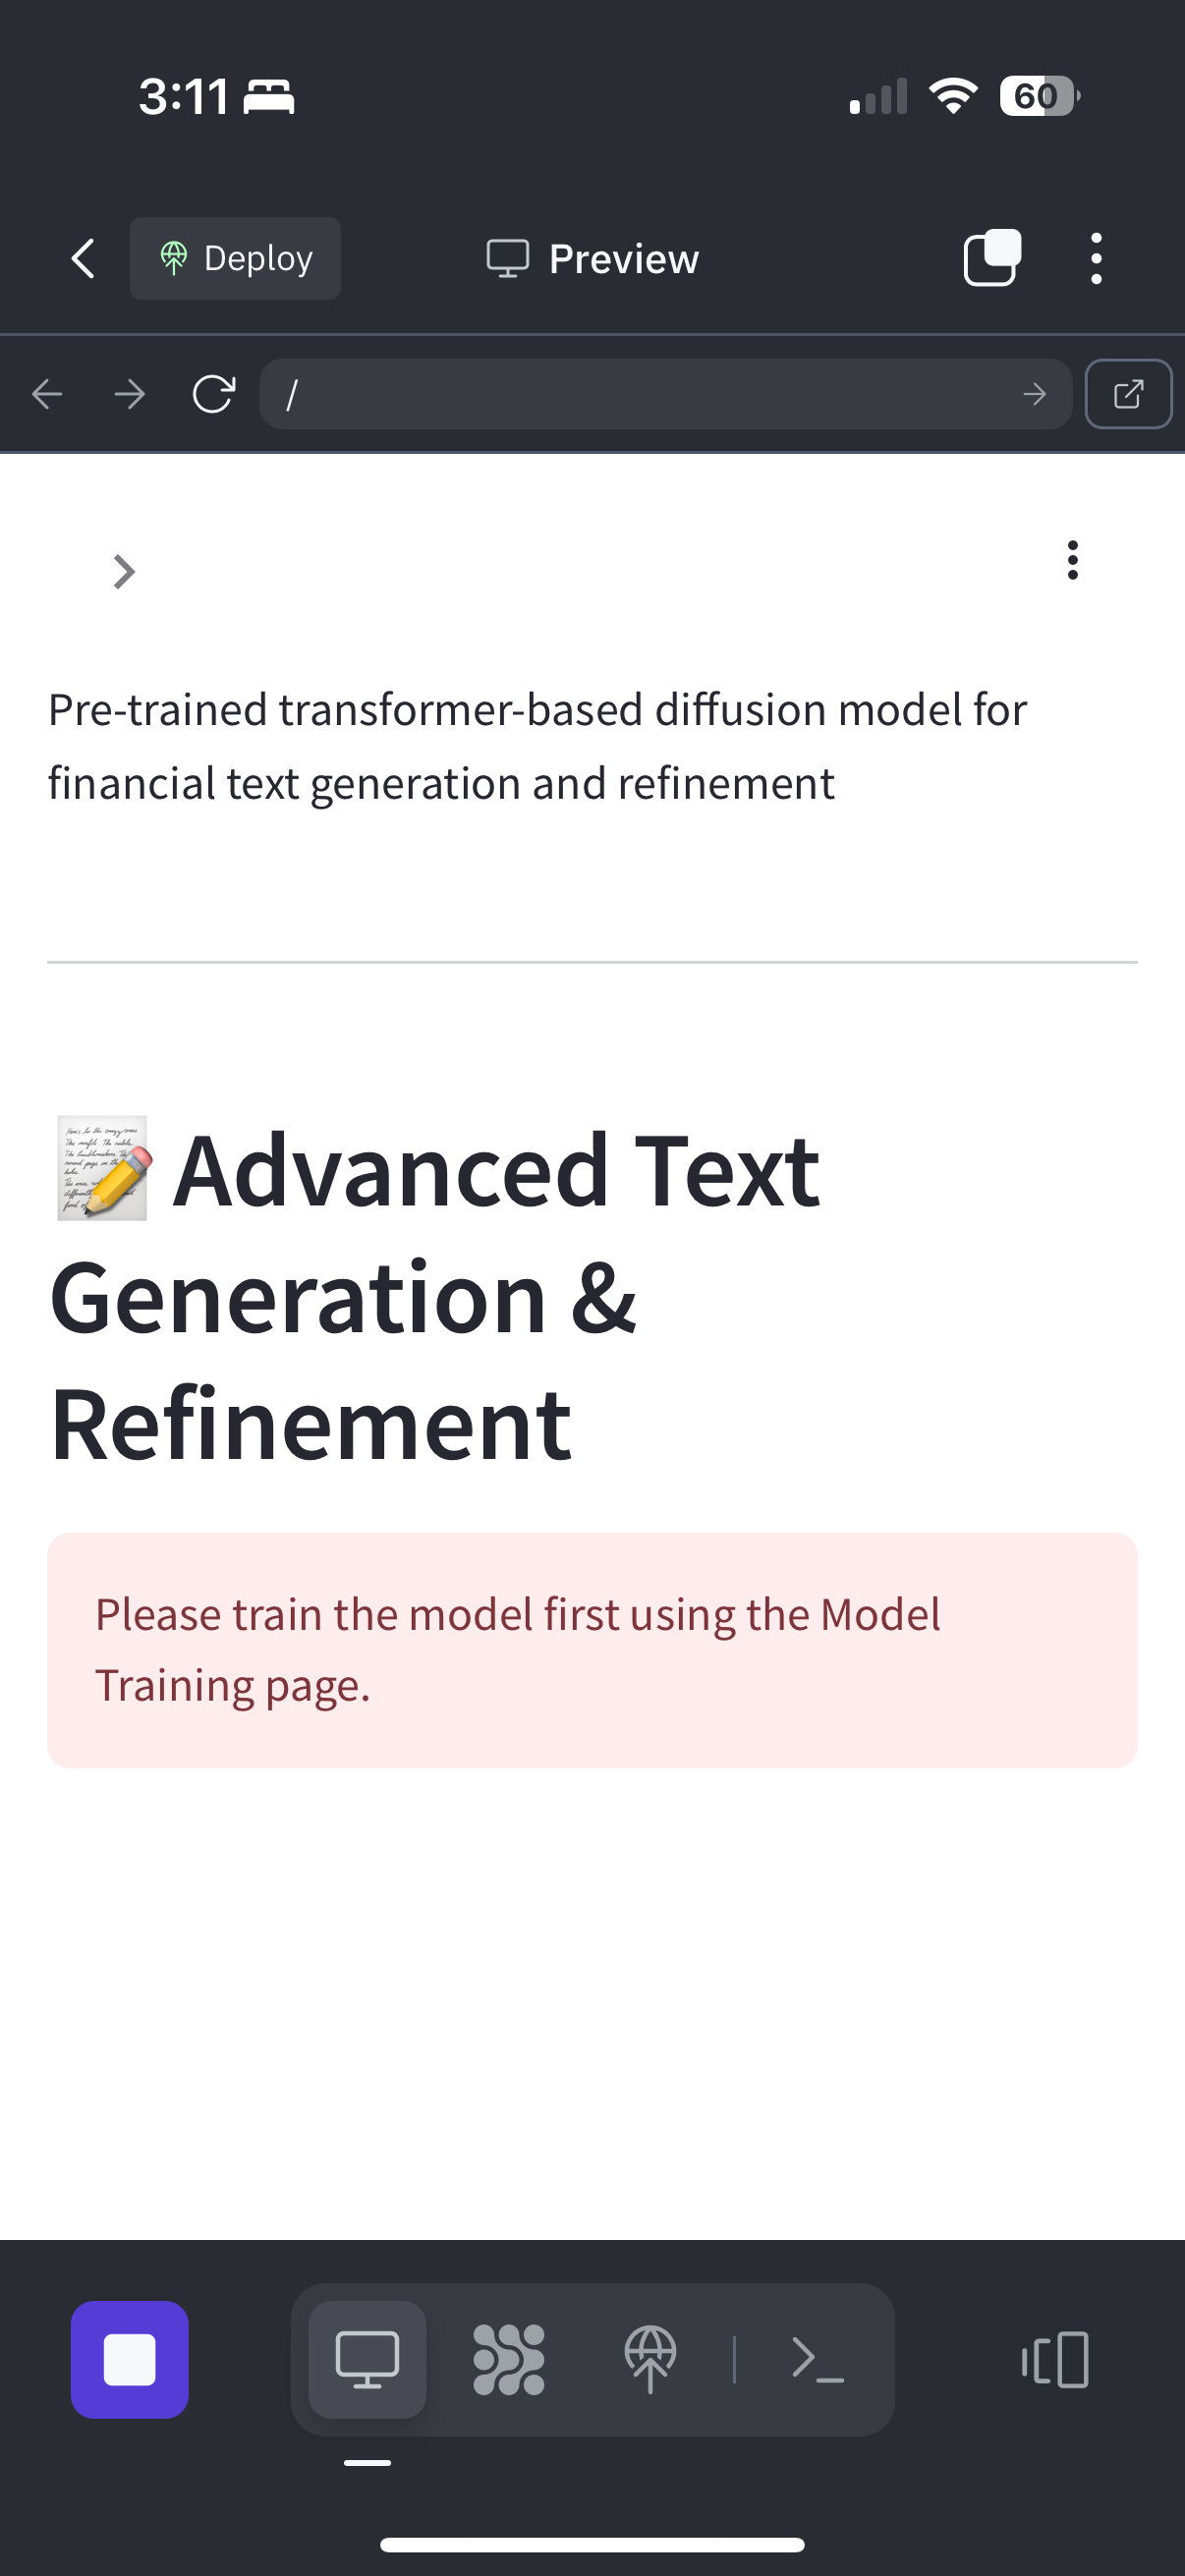 3:11
60
Deploy
Preview
/
Pre-trained transformer-based diffusion model for
financial text generation and refinement
Advanced Text
Generation &
Refinement
Please train the model first using the Model
Training page.